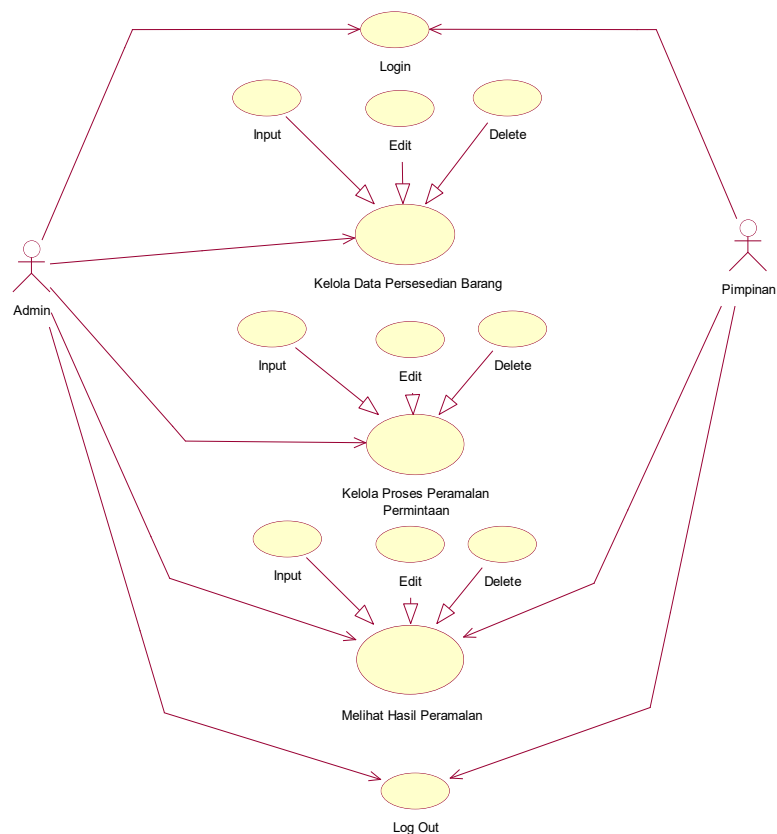 Login
Input
Edit
Delete
Kelola Data Persesedian Barang
Admin
Pimpinan
Input
Edit
Delete
Kelola Proses Peramalan
Permintaan
Input
Edit
Delete
Melihat Hasil Peramalan
Log Out